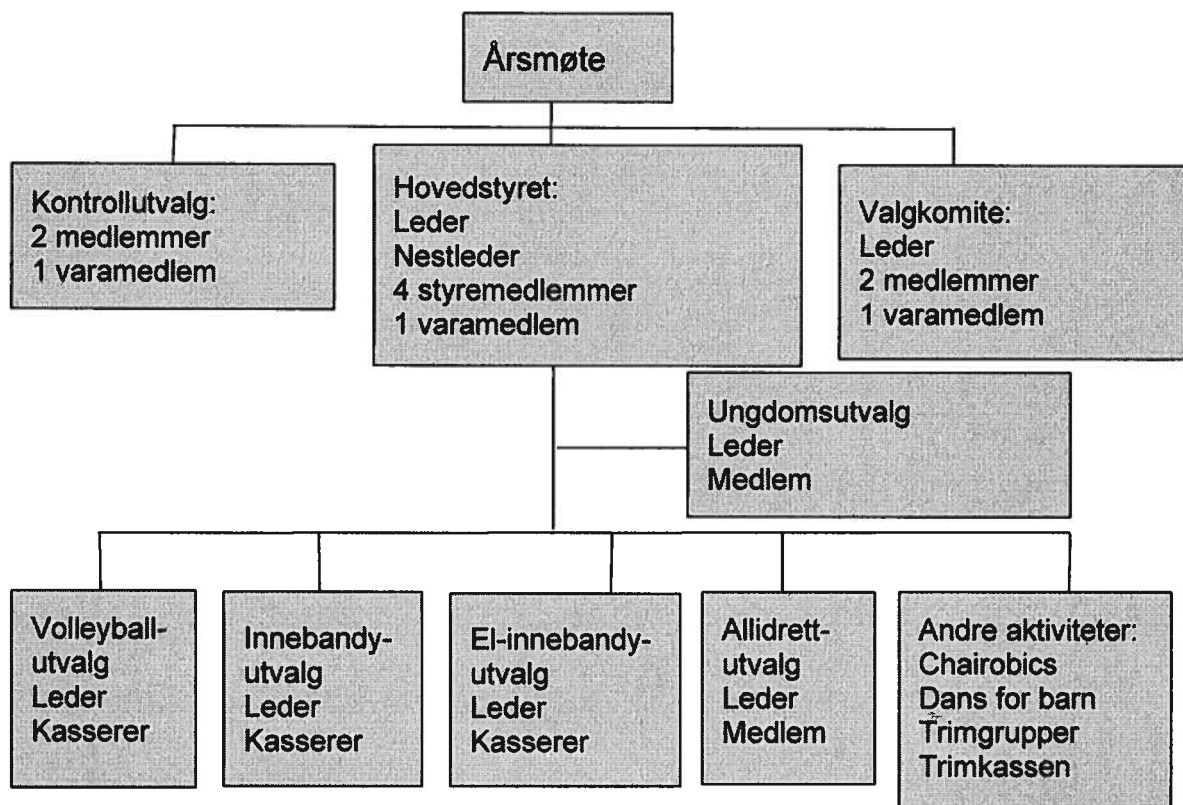 Årsmøte
Kontrollutvalg:
2 medlemmer
1 varamedlem
Hovedstyret:
Leder
Nestleder
4 styremedlemmer
1 varamedlem
Valgkomite:
Leder
2 medlemmer
1 varamedlem
Ungdomsutvalg
Leder
Medlem
Volleyball-
utvalg
Leder
Kasserer
Innebandy-
utvalg
Leder
Kasserer
El-innebandy-
utvalg
Leder
Kasserer
Allidrett-
utvalg
Leder
Medlem
Andre aktiviteter:
Chairobics
Dans for barn
Trimgrupper
Trimkassen